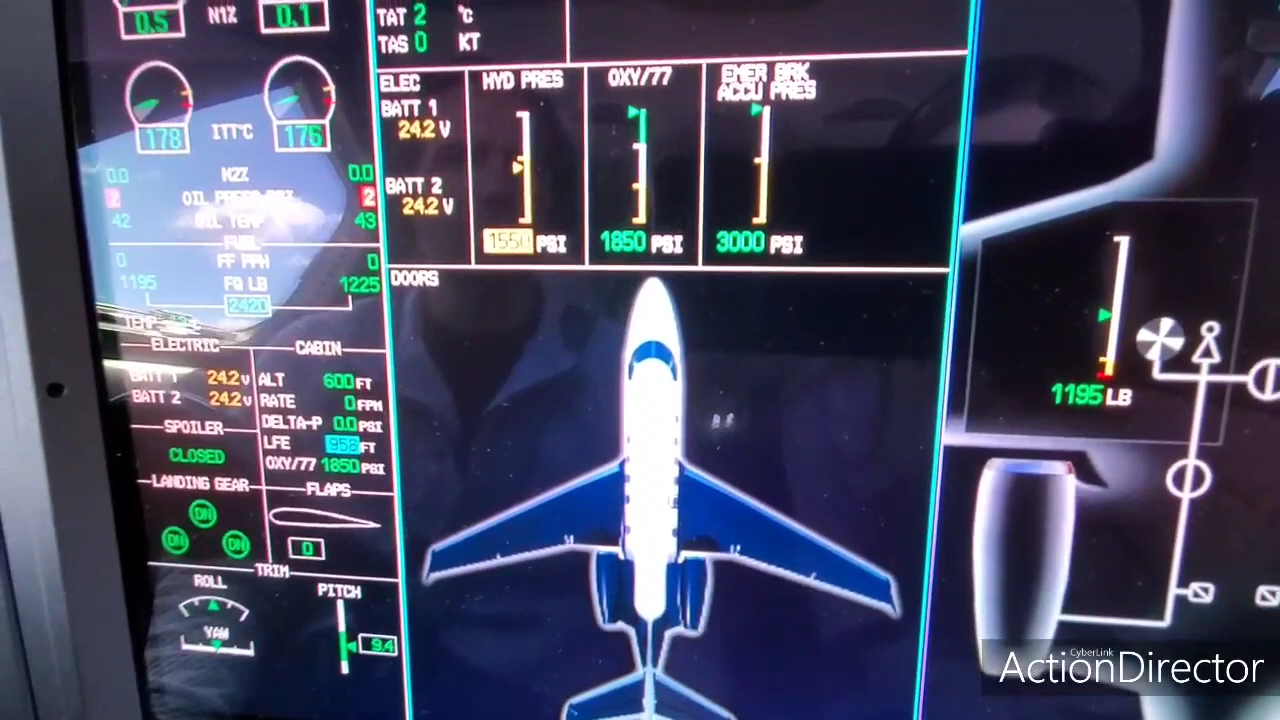 0.5 N1% 0.1
178 ITT°C 176
0.0 N2% 0.0
2 OIL PRESS PSI 2
42 OIL TEMP 43
FUEL
0 FF PPH 0
1195 FQ LB 1225
2420
TEMP
ELECTRIC
BATT 1 24.2 V
BATT 2 24.2 V
SPOILER
CLOSED
LANDING GEAR
DN
DN DN
CABIN
ALT 600 FT
RATE 0 FPM
DELTA-P 0.0 PSI
LFE 956 FT
OXY/77 1850 PSI
FLAPS
0
TRIM
ROLL
YAW
PITCH
9.4
TAT 2 °C
TAS 0 KT
ELEC
BATT 1
24.2 V
BATT 2
24.2 V
HYD PRES
1550 PSI
OXY/77
1850 PSI
EMER BRK
ACCU PRES
3000 PSI
DOORS
1195 LB
CyberLink
ActionDirector